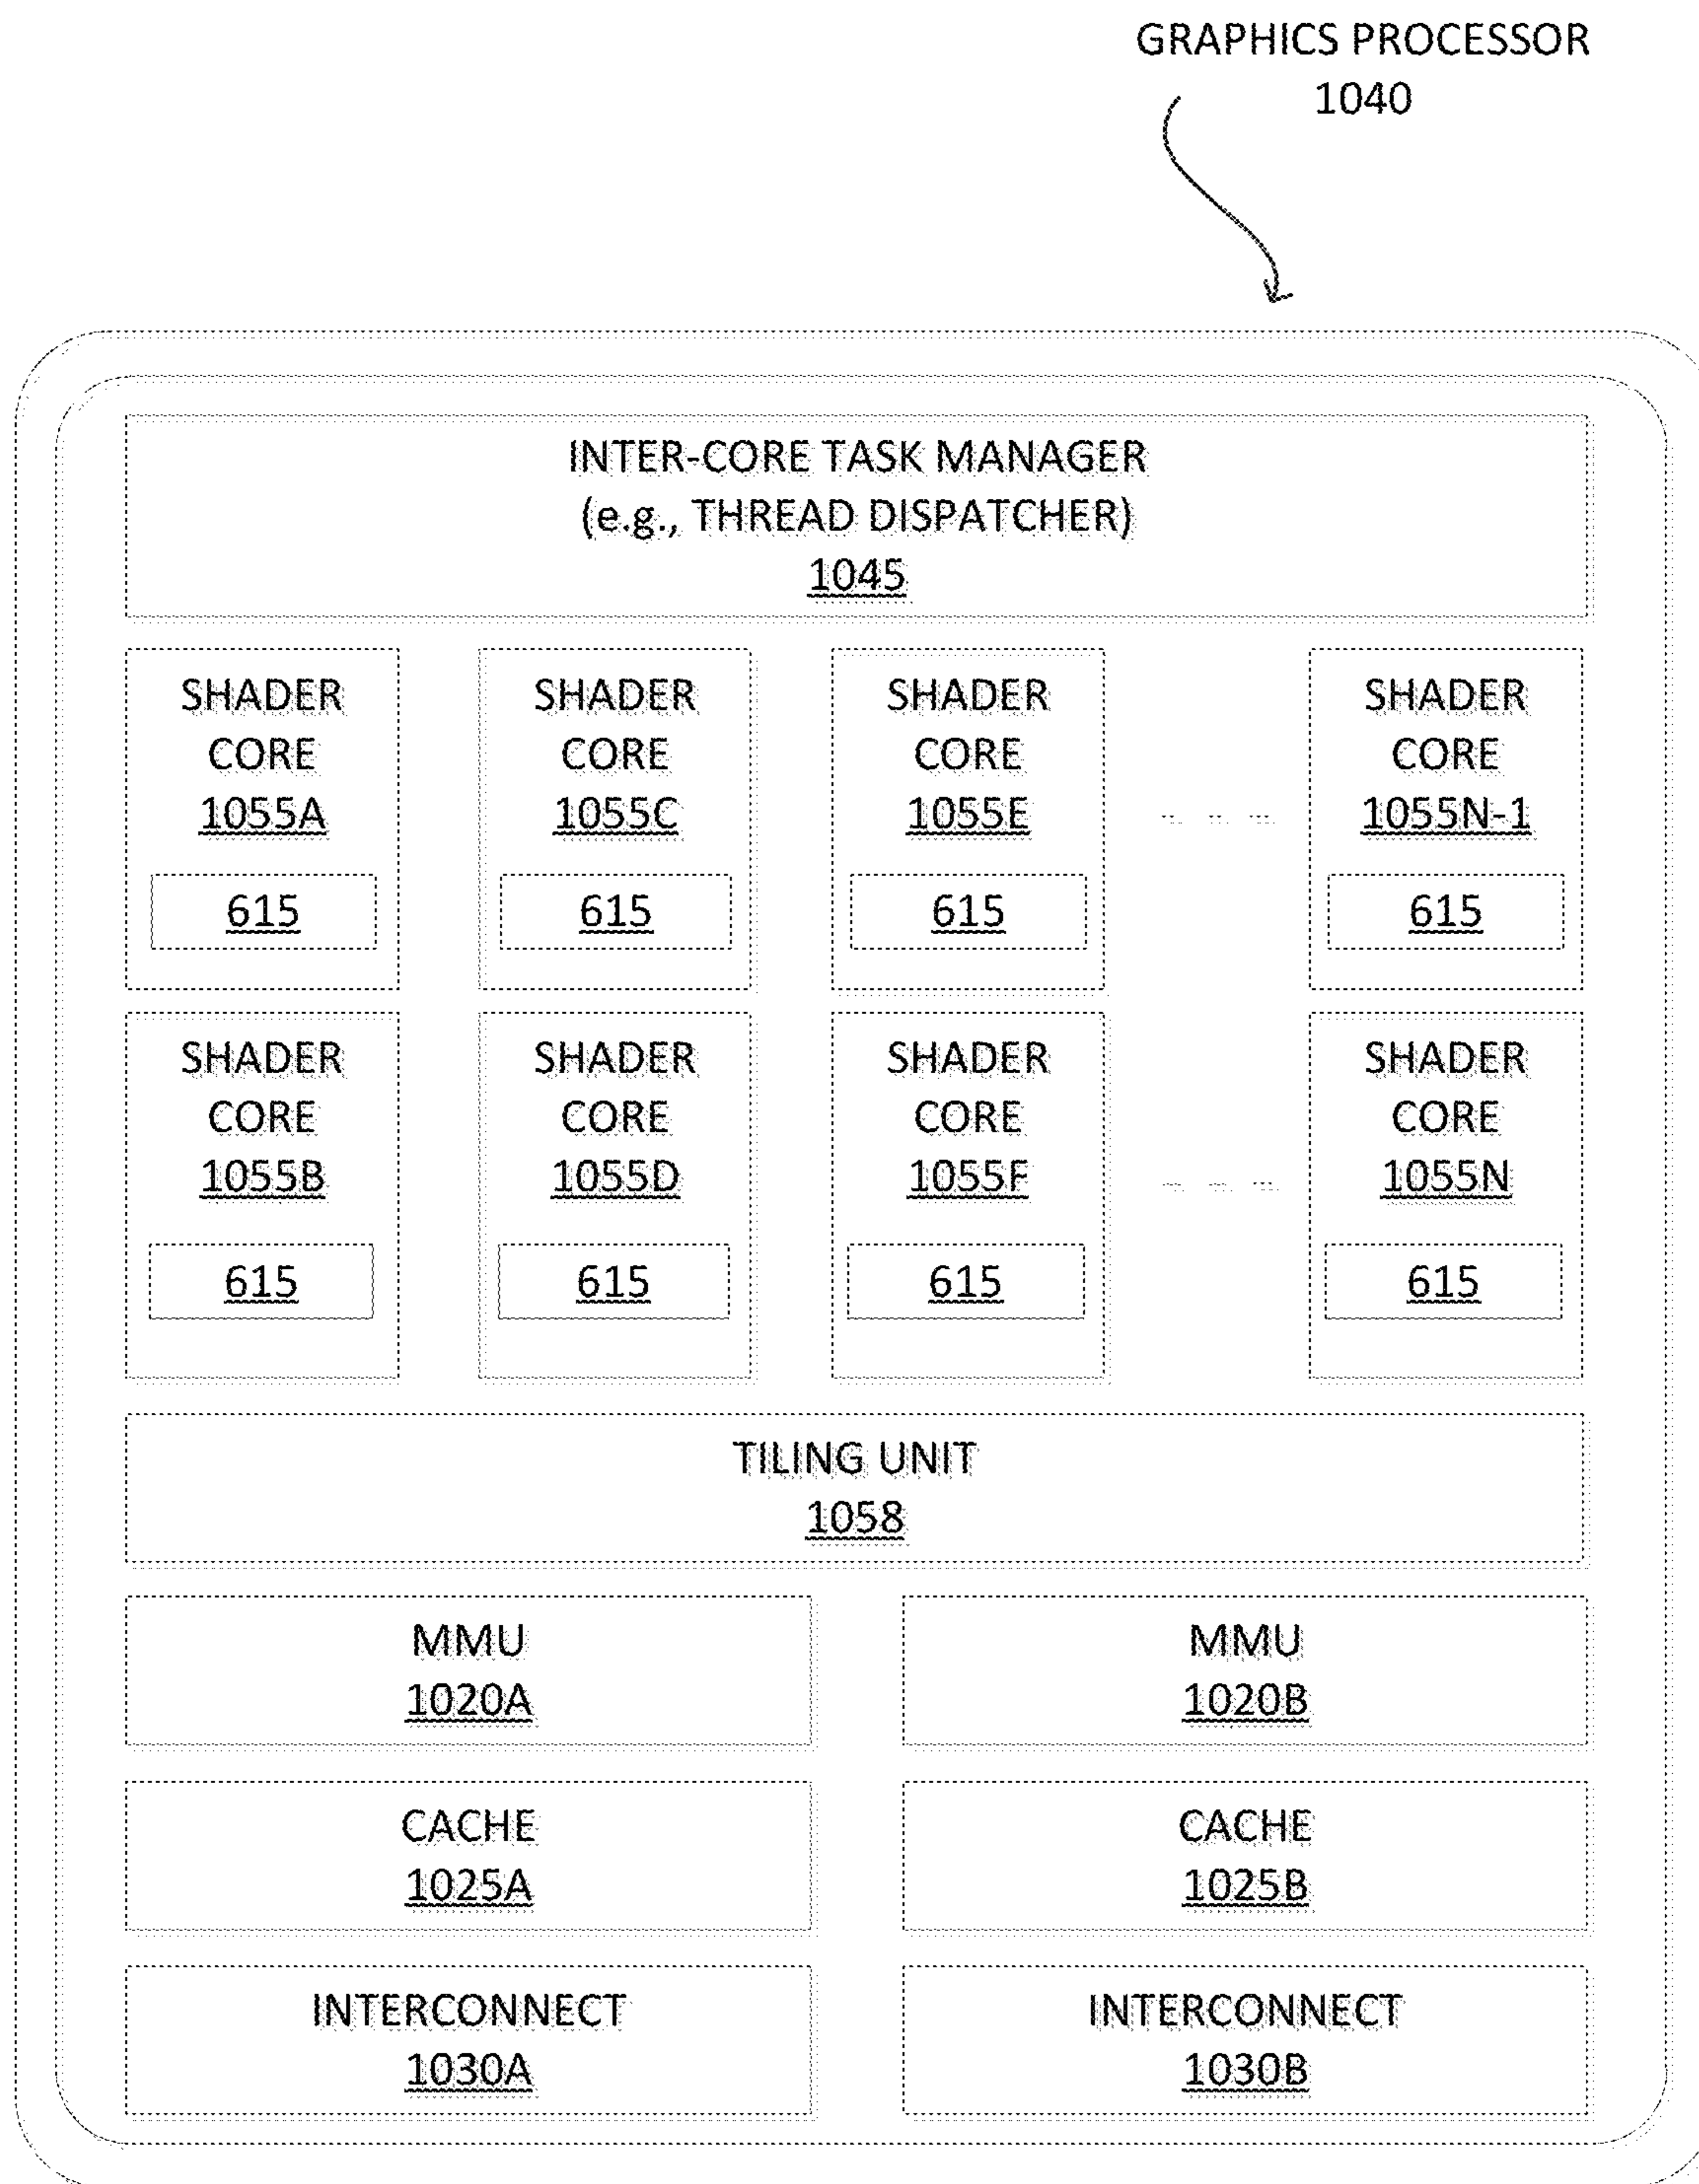 GRAPHICS PROCESSOR
1040
INTER-CORE TASK MANAGER
(e.g., THREAD DISPATCHER)
1045
SHADER
CORE
1055A
615
SHADER
CORE
1055C
615
SHADER
CORE
1055E
615
SHADER
CORE
1055N-1
615
SHADER
CORE
1055B
615
SHADER
CORE
1055D
615
SHADER
CORE
1055F
615
SHADER
CORE
1055N
615
TILING UNIT
1058
MMU
1020A
MMU
1020B
CACHE
1025A
CACHE
1025B
INTERCONNECT
1030A
INTERCONNECT
1030B